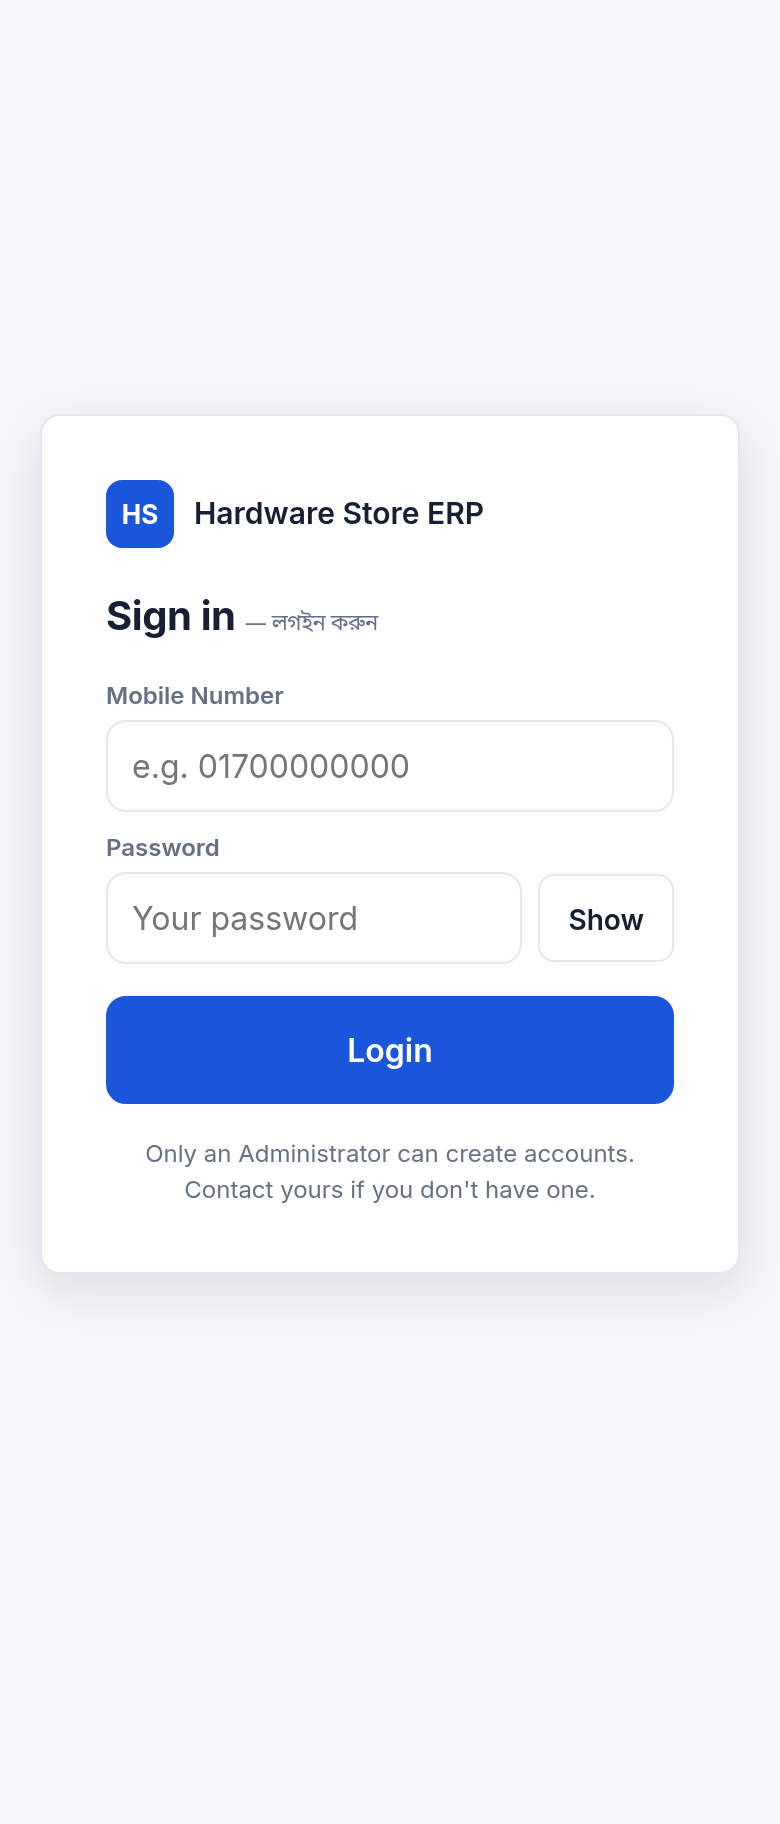 HS Hardware Store ERP
Sign in — লগইন করুন
Mobile Number
e.g. 01700000000
Password
Your password Show
Login
Only an Administrator can create accounts.
Contact yours if you don't have one.